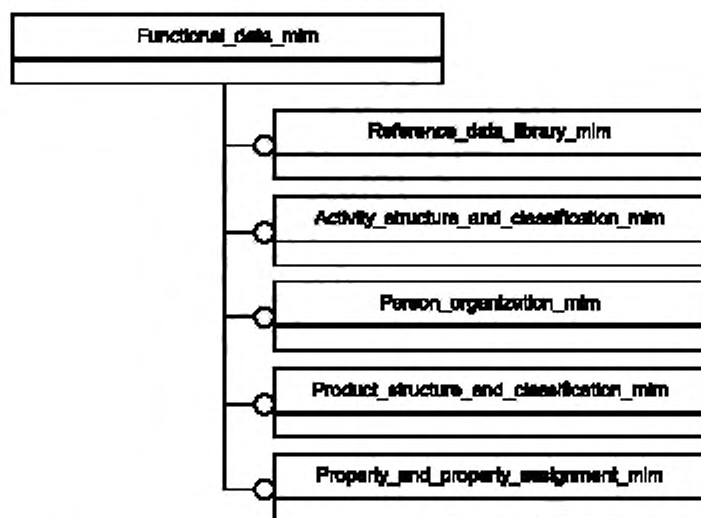 Functional_data_mim
Reference_data_library_mim
Activity_structure_and_classification_mim
Person_organization_mim
Product_structure_and_classification_mim
Property_and_property_assignment_mim